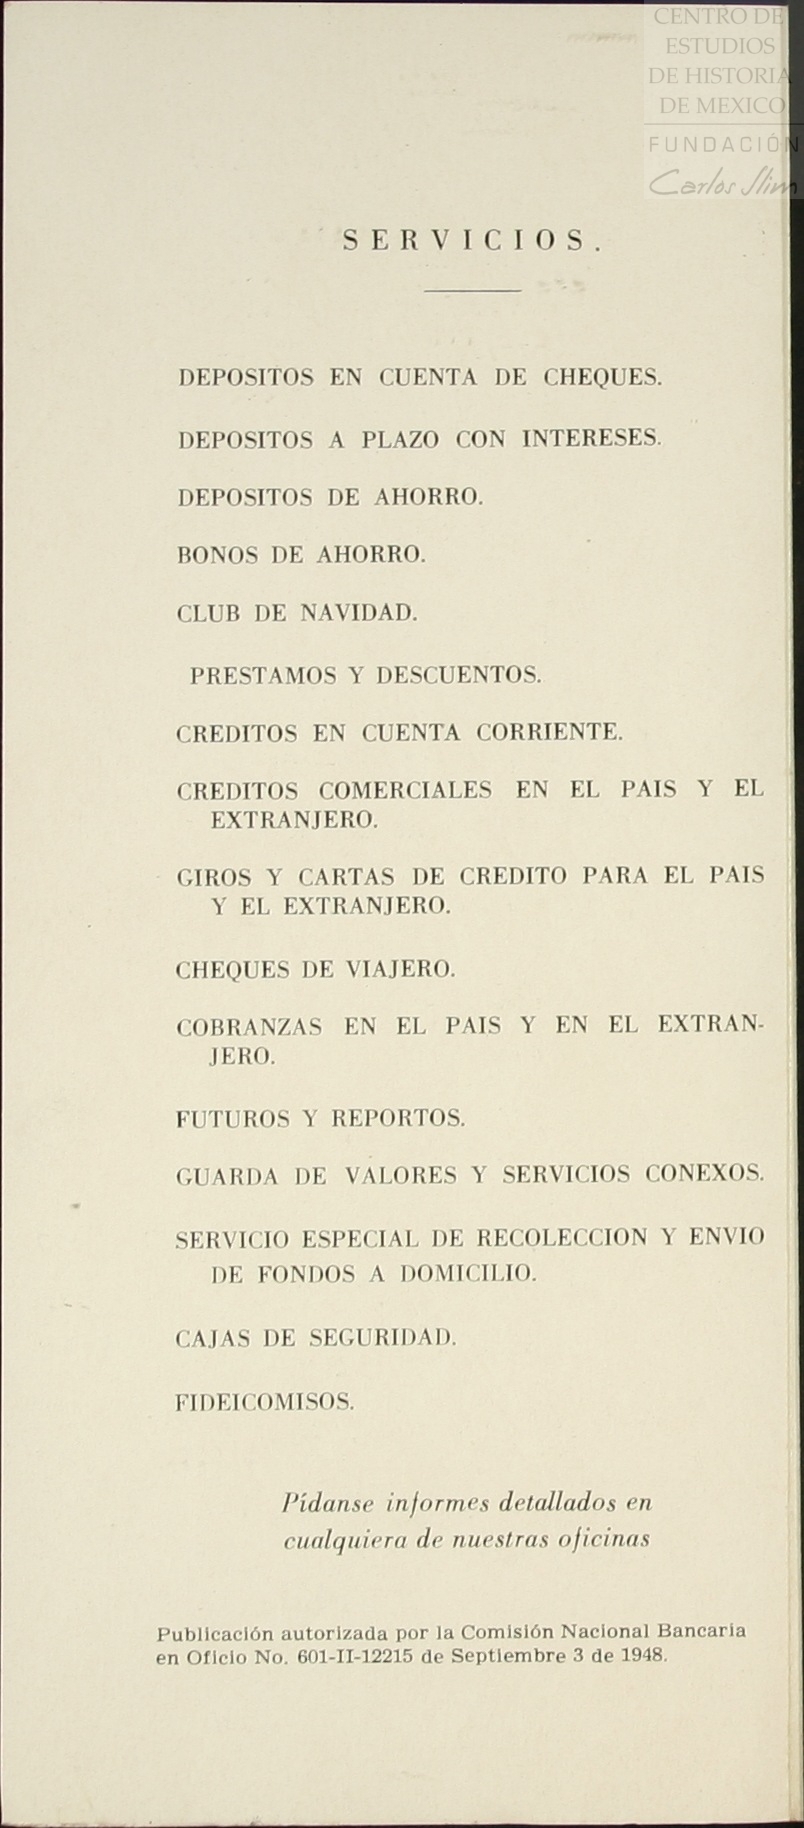 CENTRO DE
ESTUDIOS
DE HISTORIA
DE MEXICO
FUNDACIÓN
Carlos Slim
SERVICIOS.
DEPOSITOS EN CUENTA DE CHEQUES.
DEPOSITOS A PLAZO CON INTERESES.
DEPOSITOS DE AHORRO.
BONOS DE AHORRO.
CLUB DE NAVIDAD.
PRESTAMOS Y DESCUENTOS.
CREDITOS EN CUENTA CORRIENTE.
CREDITOS COMERCIALES EN EL PAIS Y EL
EXTRANJERO.
GIROS Y CARTAS DE CREDITO PARA EL PAIS
Y EL EXTRANJERO.
CHEQUES DE VIAJERO.
COBRANZAS EN EL PAIS Y EN EL EXTRAN-
JERO.
FUTUROS Y REPORTOS.
GUARDA DE VALORES Y SERVICIOS CONEXOS.
SERVICIO ESPECIAL DE RECOLECCION Y ENVIO
DE FONDOS A DOMICILIO.
CAJAS DE SEGURIDAD.
FIDEICOMISOS.
Pídanse informes detallados en
cualquiera de nuestras oficinas
Publicación autorizada por la Comisión Nacional Bancaria
en Oficio No. 601-II-12215 de Septiembre 3 de 1948.